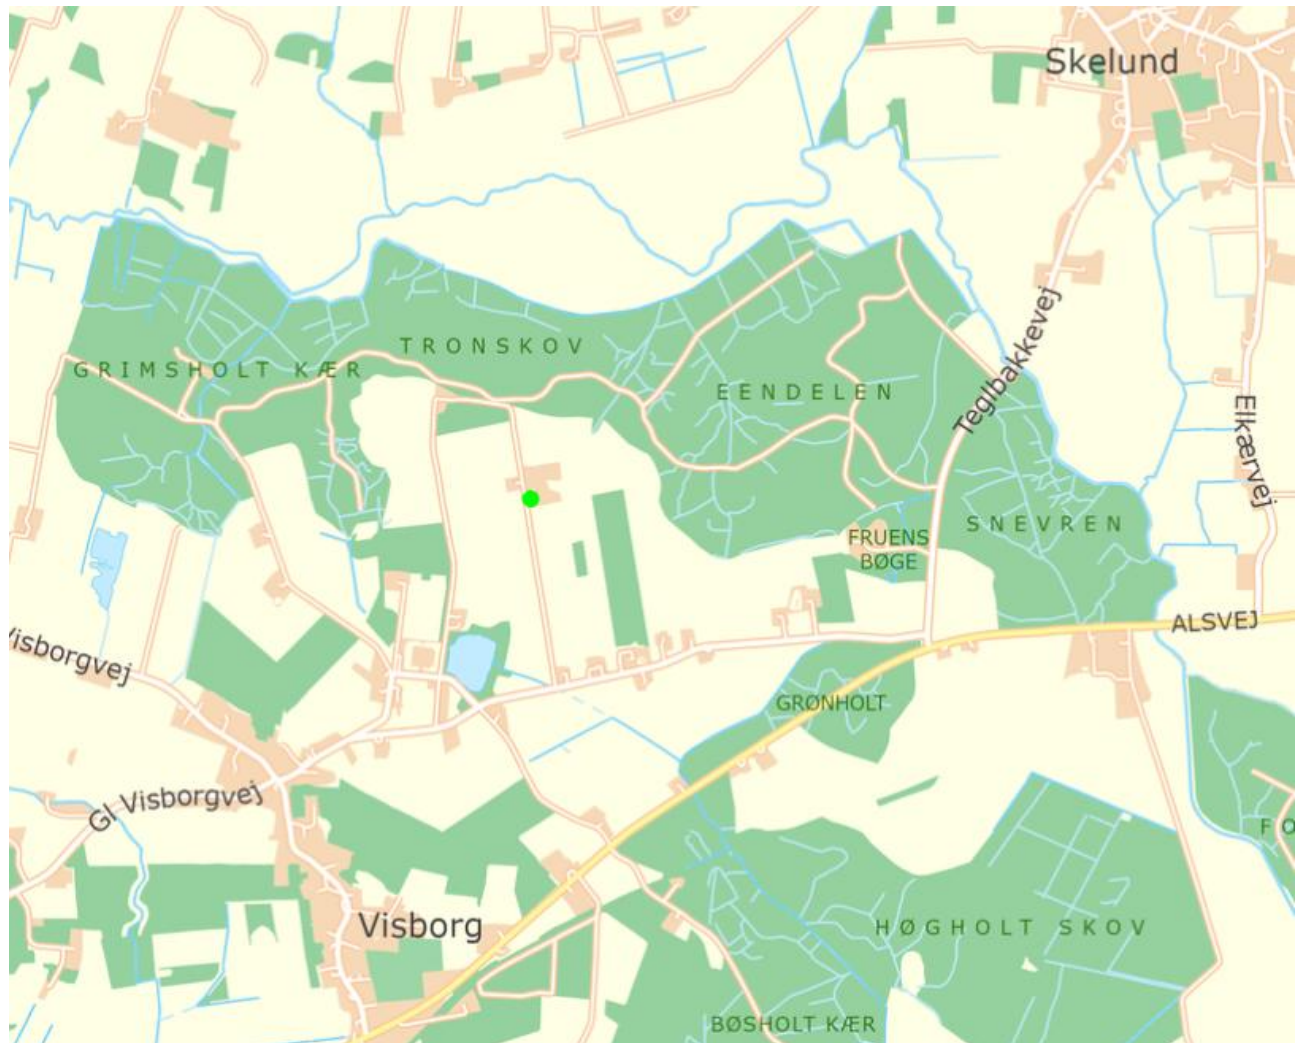 Skelund
TRONSKOV
GRIMSHOLT KÆR
EENDELEN
Teglbakkevej
Elkærvej
SNEVREN
FRUENS
BØGE
ALSVEJ
Visborgvej
GRØNHOLT
Gl Visborgvej
FO
Visborg
HØGHOLT SKOV
BØSHOLT KÆR